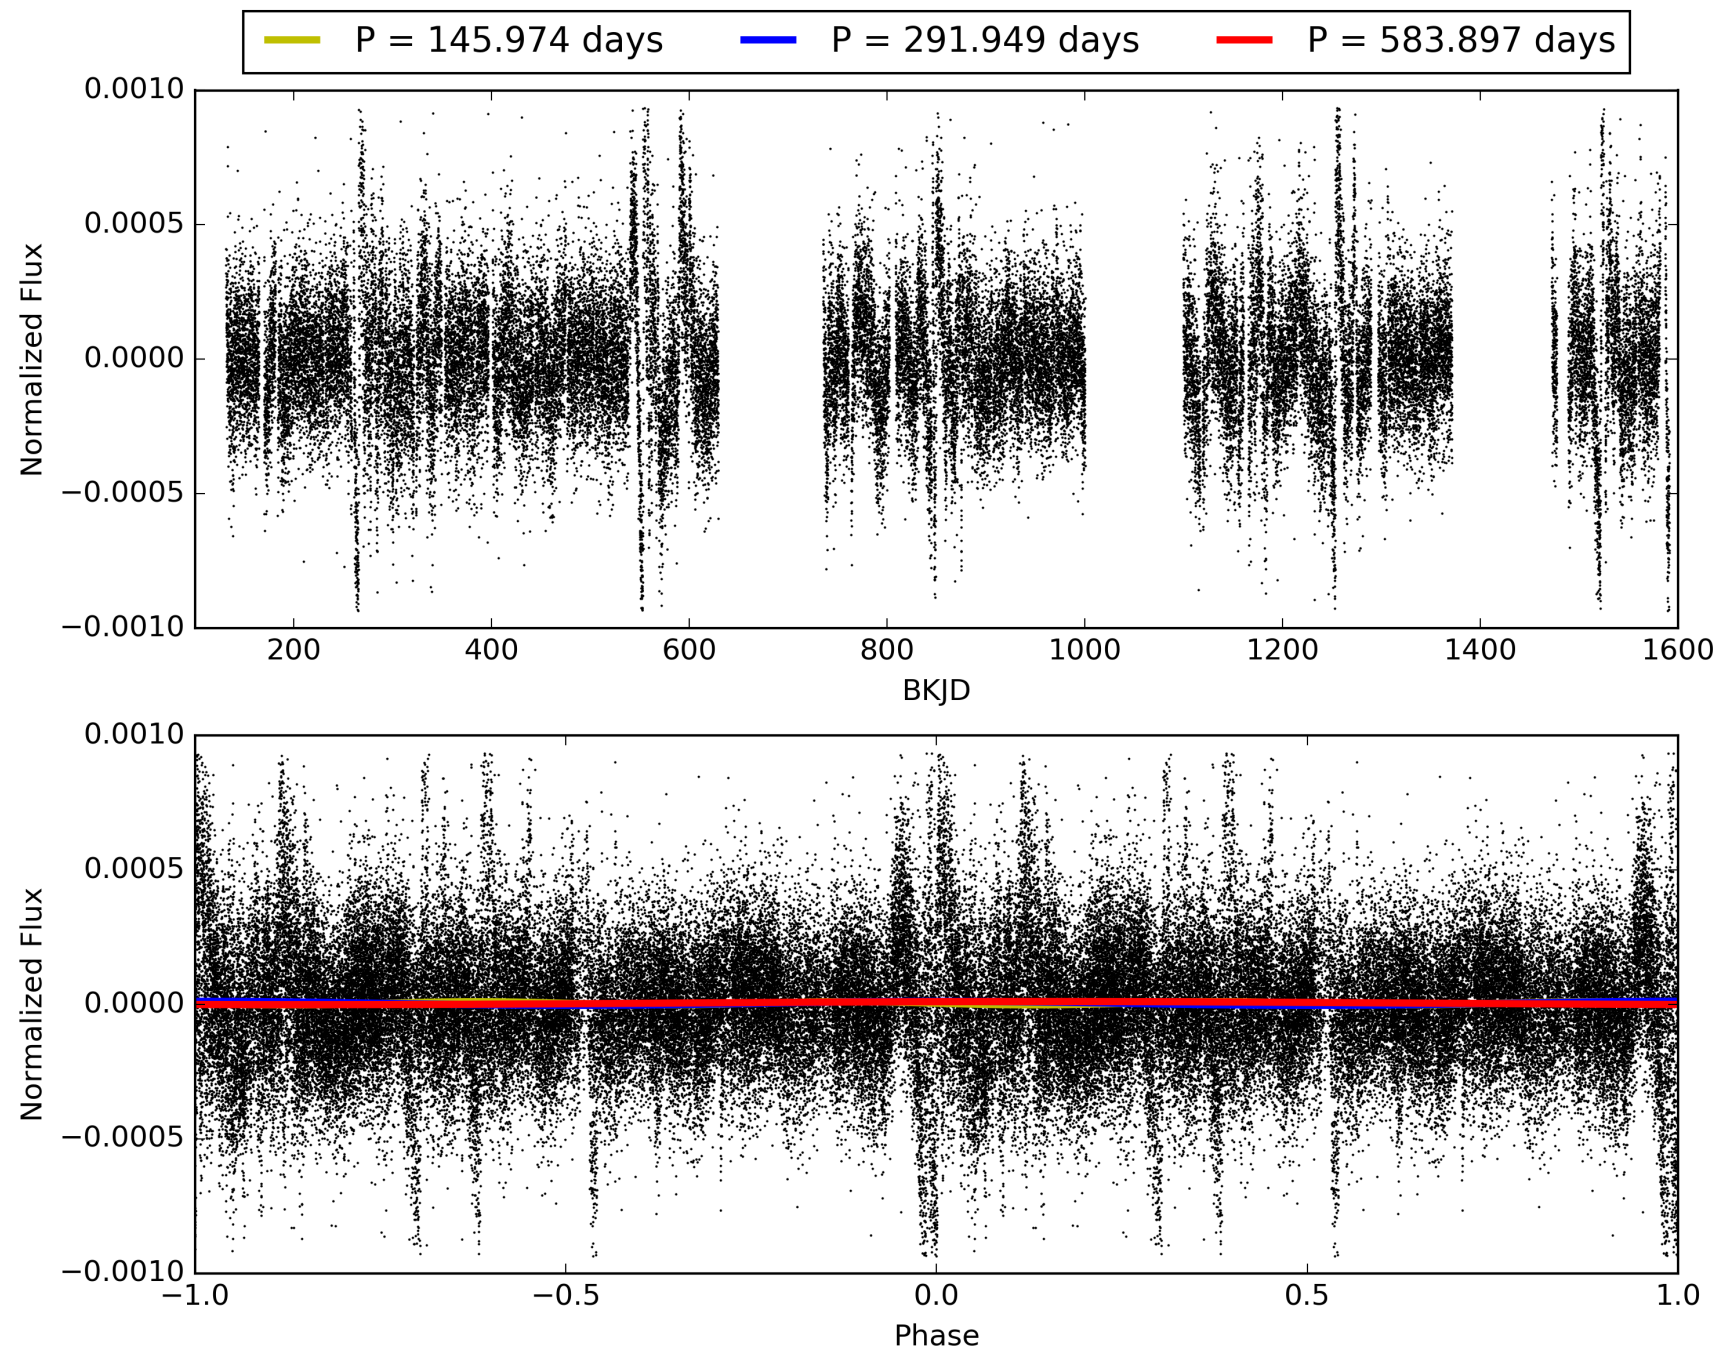 P = 145.974 days P = 291.949 days P = 583.897 days
0.0010
0.0005
0.0000
−0.0005
−0.0010
Normalized Flux
200 400 600 800 1000 1200 1400 1600
BKJD
0.0010
0.0005
0.0000
−0.0005
−0.0010
Normalized Flux
−1.0 −0.5 0.0 0.5 1.0
Phase